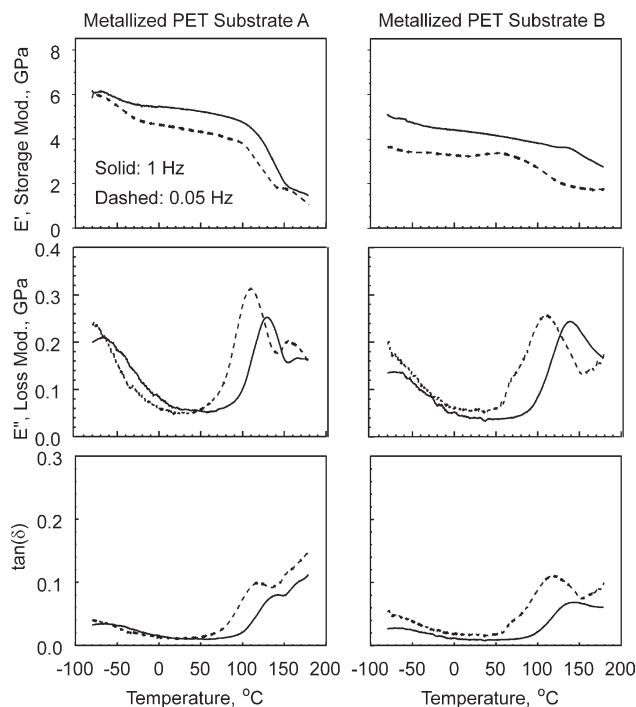 Metallized PET Substrate A
Metallized PET Substrate B
E', Storage Mod., GPa
8
6
4
2
0
Solid: 1 Hz
Dashed: 0.05 Hz
E", Loss Mod., GPa
0.4
0.3
0.2
0.1
0.0
tan(δ)
0.3
0.2
0.1
0.0
-100 -50 0 50 100 150 200
-100 -50 0 50 100 150 200
Temperature, °C
Temperature, °C